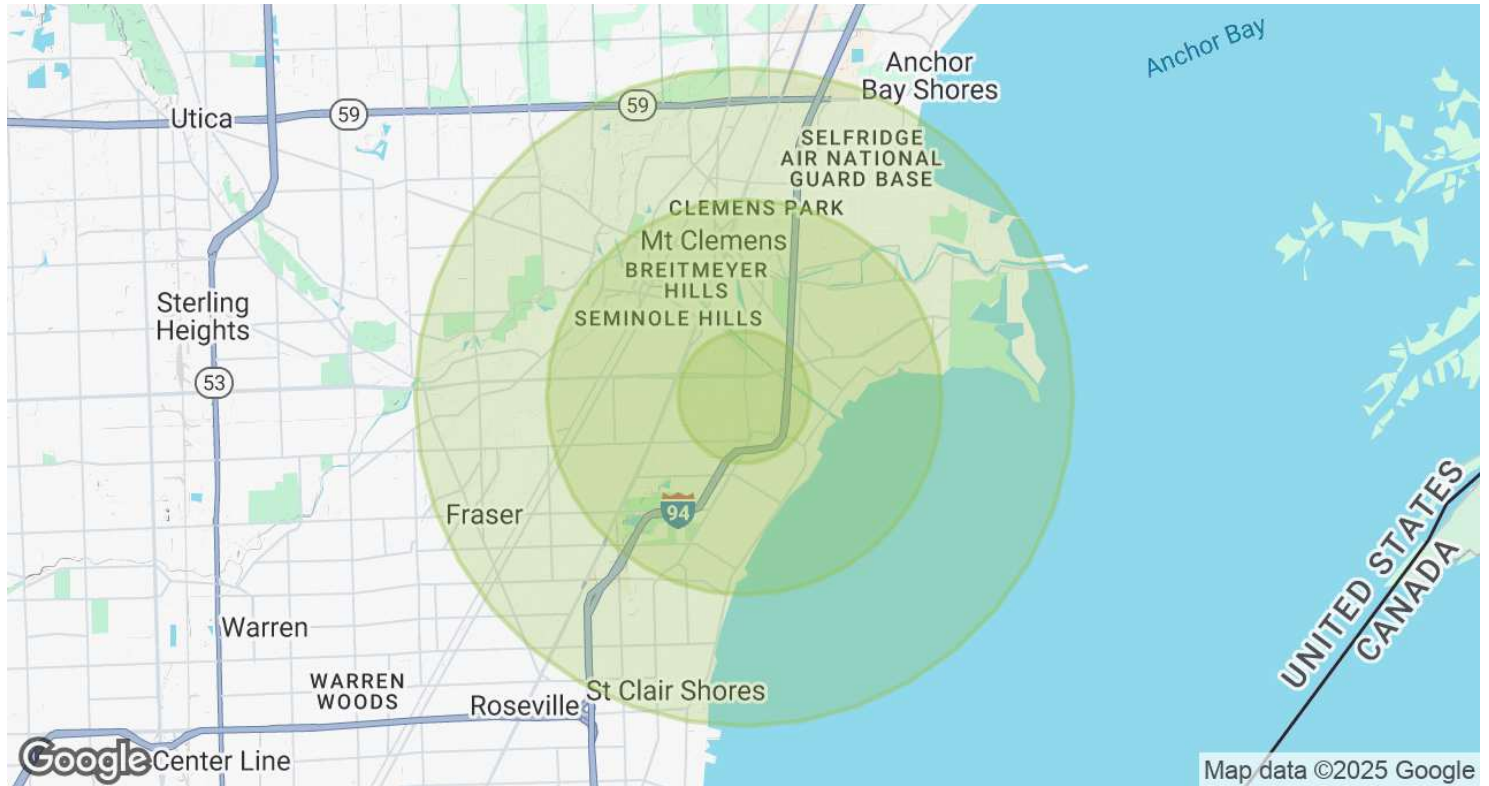 Anchor Bay
Anchor
Bay Shores
59
59
Utica
SELFRIDGE
AIR NATIONAL
GUARD BASE
CLEMENS PARK
Mt Clemens
BREITMEYER
HILLS
SEMINOLE HILLS
Sterling
Heights
53
Fraser
94
Warren
UNITED STATES
CANADA
WARREN
WOODS
St Clair Shores
Roseville
Google
Center Line
Map data ©2025 Google